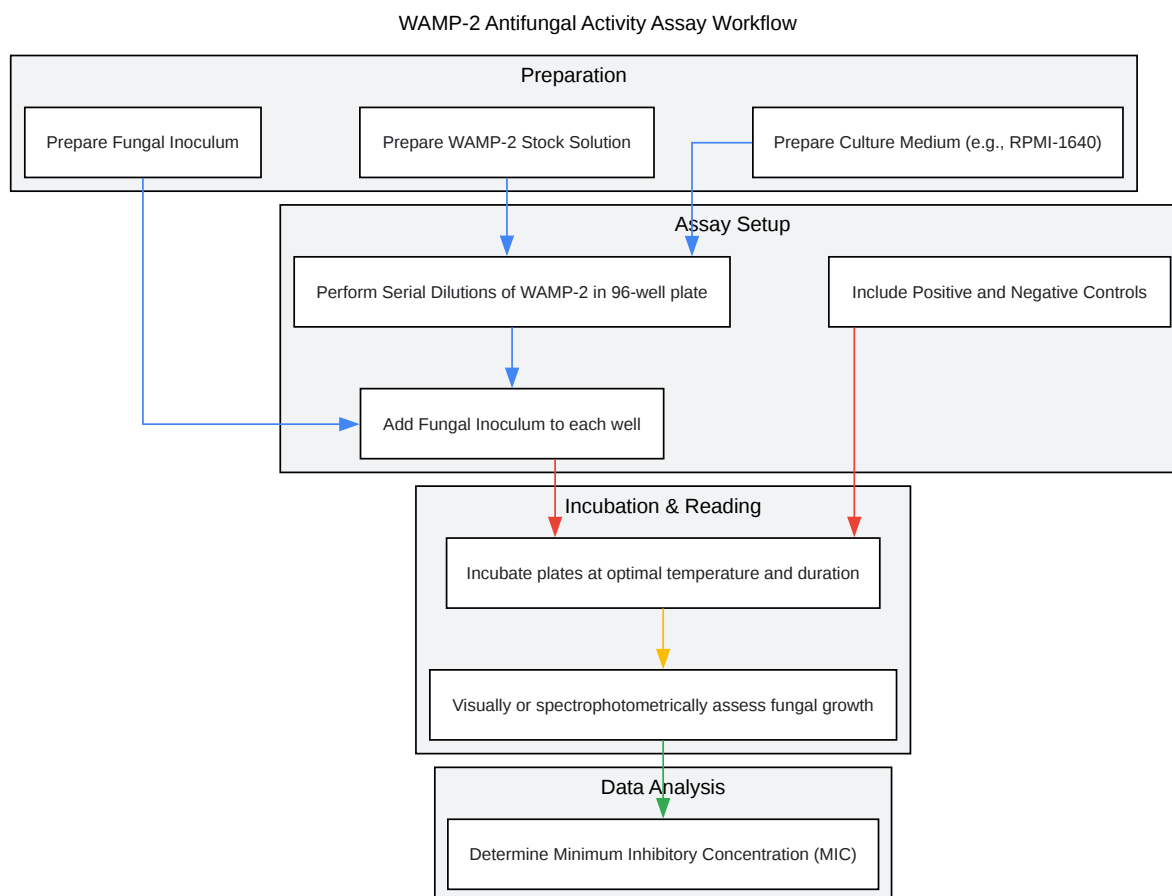 WAMP-2 Antifungal Activity Assay Workflow
Preparation
Prepare Fungal Inoculum
Prepare WAMP-2 Stock Solution
Prepare Culture Medium (e.g., RPMI-1640)
Assay Setup
Perform Serial Dilutions of WAMP-2 in 96-well plate
Include Positive and Negative Controls
Add Fungal Inoculum to each well
Incubation & Reading
Incubate plates at optimal temperature and duration
Visually or spectrophotometrically assess fungal growth
Data Analysis
Determine Minimum Inhibitory Concentration (MIC)